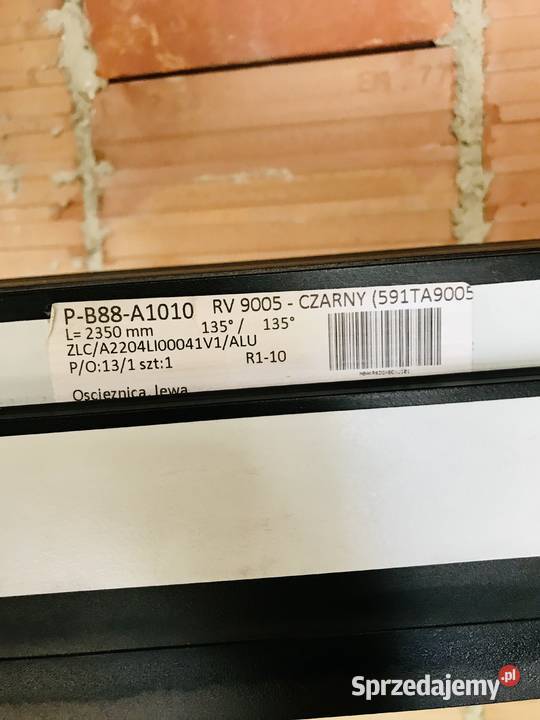 P-B88-A1010 RV 9005 - CZARNY (591TA9005
L= 2350 mm 135°/ 135°
ZLC/A2204LI00041V1/ALU
P/O:13/1 szt:1 R1-10
Oscieznica, lewa
Sprzedajemy.pl